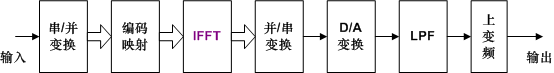 输入
串/并
变换
编码
映射
IFFT
并/串
变换
D/A
变换
LPF
上
变
频
输出